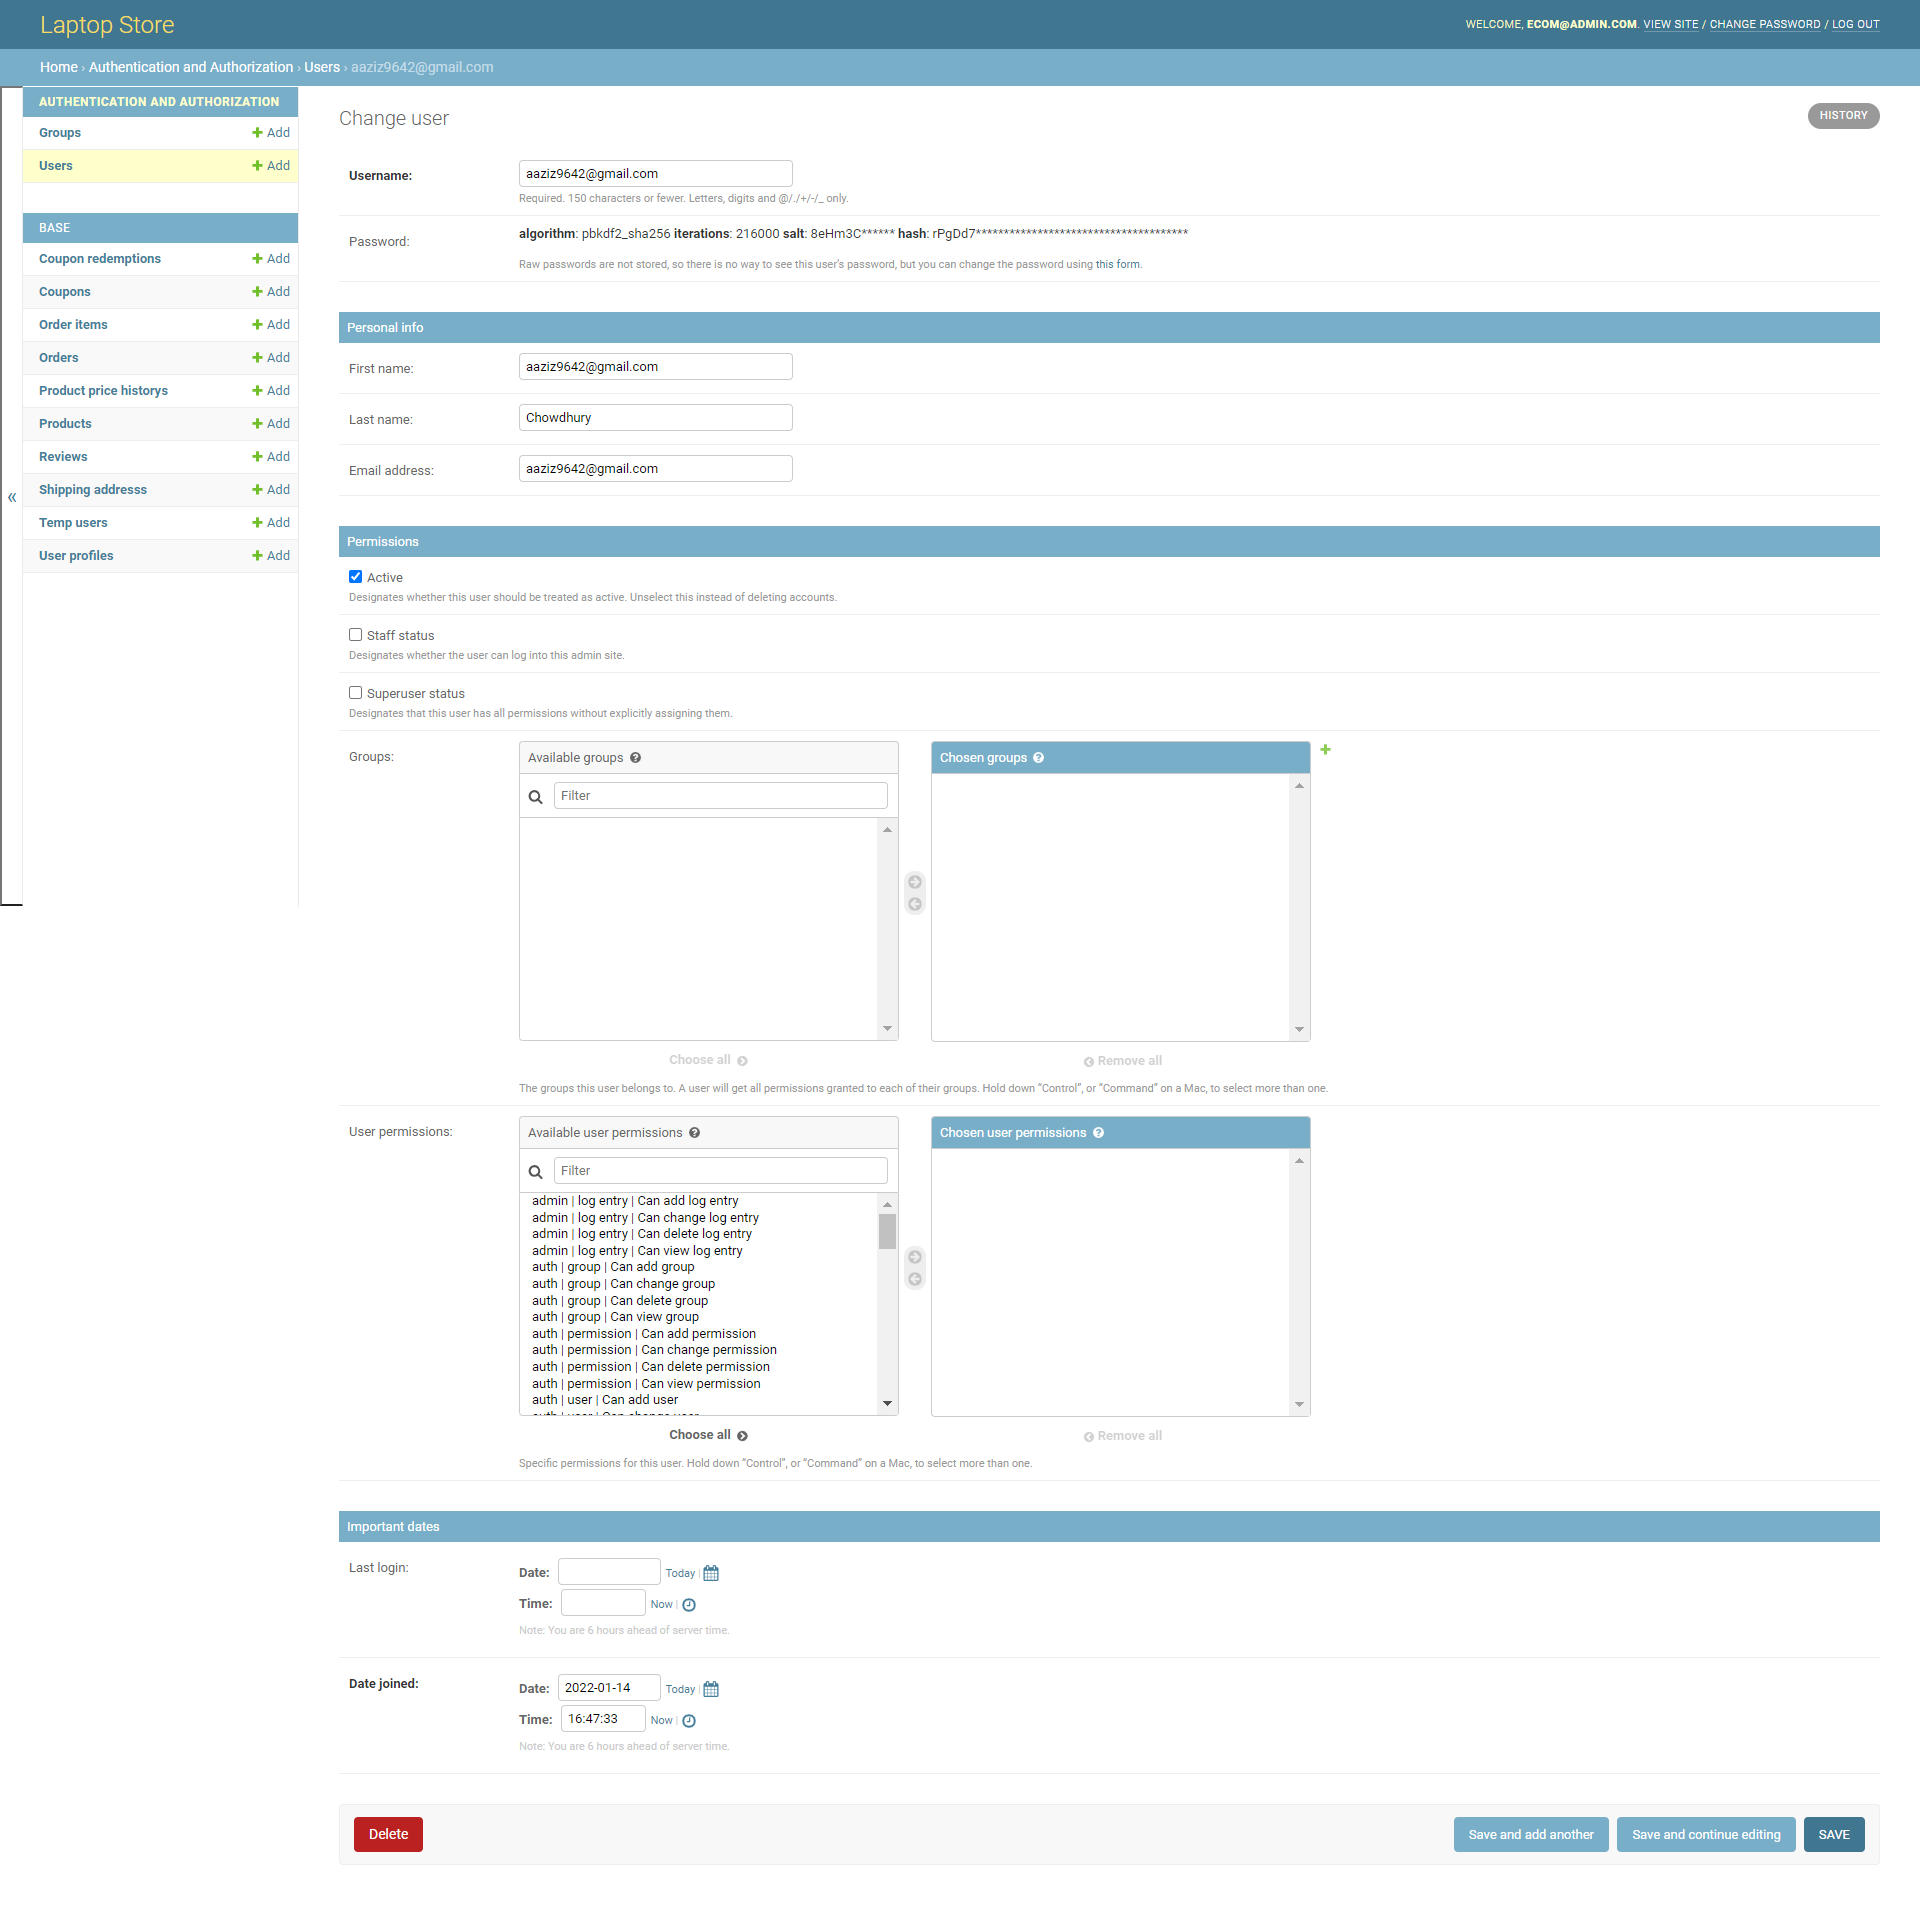 Laptop Store
WELCOME, ECOM@ADMIN.COM. VIEW SITE / CHANGE PASSWORD / LOG OUT
Home › Authentication and Authorization › Users › aaziz9642@gmail.com
AUTHENTICATION AND AUTHORIZATION
Groups Add
Users Add
BASE
Coupon redemptions Add
Coupons Add
Order items Add
Orders Add
Product price historys Add
Products Add
Reviews Add
Shipping addresss Add
Temp users Add
User profiles Add
«
Change user
HISTORY
Username: aaziz9642@gmail.com
Required. 150 characters or fewer. Letters, digits and @/./+/-/_ only.
Password: algorithm: pbkdf2_sha256 iterations: 216000 salt: 8eHm3C****** hash: rPgDd7**************************************
Raw passwords are not stored, so there is no way to see this user's password, but you can change the password using this form.
Personal info
First name: aaziz9642@gmail.com
Last name: Chowdhury
Email address: aaziz9642@gmail.com
Permissions
Active
Designates whether this user should be treated as active. Unselect this instead of deleting accounts.
Staff status
Designates whether the user can log into this admin site.
Superuser status
Designates that this user has all permissions without explicitly assigning them.
Groups:
Available groups
Filter
Choose all
Chosen groups
Remove all
The groups this user belongs to. A user will get all permissions granted to each of their groups. Hold down “Control”, or “Command” on a Mac, to select more than one.
User permissions:
Available user permissions
Filter
admin | log entry | Can add log entry
admin | log entry | Can change log entry
admin | log entry | Can delete log entry
admin | log entry | Can view log entry
auth | group | Can add group
auth | group | Can change group
auth | group | Can delete group
auth | group | Can view group
auth | permission | Can add permission
auth | permission | Can change permission
auth | permission | Can delete permission
auth | permission | Can view permission
auth | user | Can add user
auth | user | Can change user
Choose all
Chosen user permissions
Remove all
Specific permissions for this user. Hold down “Control”, or “Command” on a Mac, to select more than one.
Important dates
Last login:
Date: Today |
Time: Now |
Note: You are 6 hours ahead of server time.
Date joined:
Date: 2022-01-14 Today |
Time: 16:47:33 Now |
Note: You are 6 hours ahead of server time.
Delete
Save and add another
Save and continue editing
SAVE